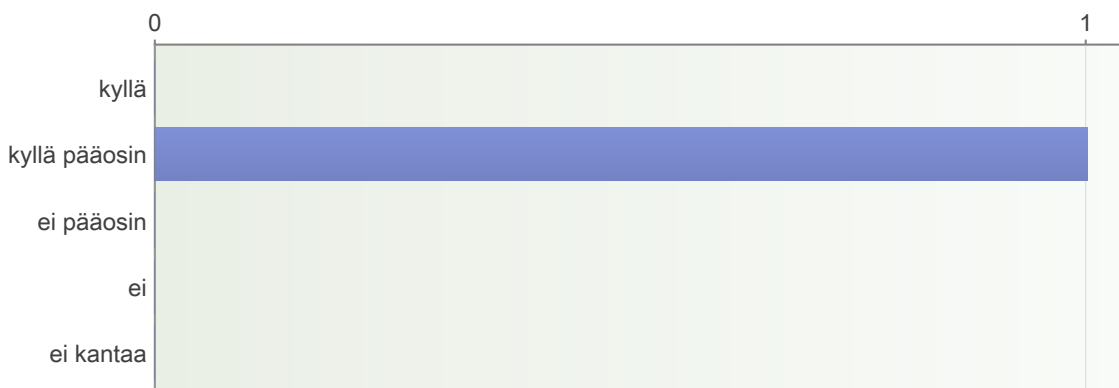 0 1
kyllä
kyllä pääosin
ei pääosin
ei
ei kantaa